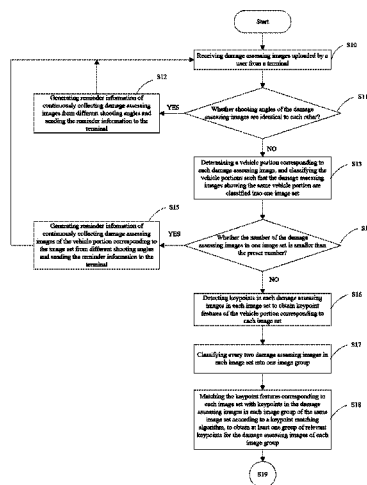 Start
Receiving damage assessing images uploaded by a
user from a terminal
S10
S12
Generating reminder information of
continuously collecting damage assessing
images from different shooting angles and
sending the reminder information to the
terminal
YES
Whether shooting angles of the damage
assessing images are identical to each other?
NO
Determining a vehicle portion corresponding to
each damage assessing image, and classifying the
vehicle portions such that the damage assessing
images showing the same vehicle portion are
classified into one image set
S13
S15
Generating reminder information of
continuously collecting damage assessing
images of the vehicle portion corresponding to
the image set from different shooting angles
and sending the reminder information to the
terminal
YES
Whether the number of the damage
assessing images in one image set is smaller
than the preset number?
NO
Detecting keypoints in each damage assessing
images in each image set to obtain keypoint
features of the vehicle portion corresponding to
each image set
S16
Classifying every two damage assessing images in
each image set into one image group
S17
Matching the keypoint features corresponding to
each image set with keypoints in the damage
assessing images in each image group of the same
image set according to a keypoint matching
algorithm, to obtain at least one group of relevant
keypoints for the damage assessing images of each
image group
S18
S19